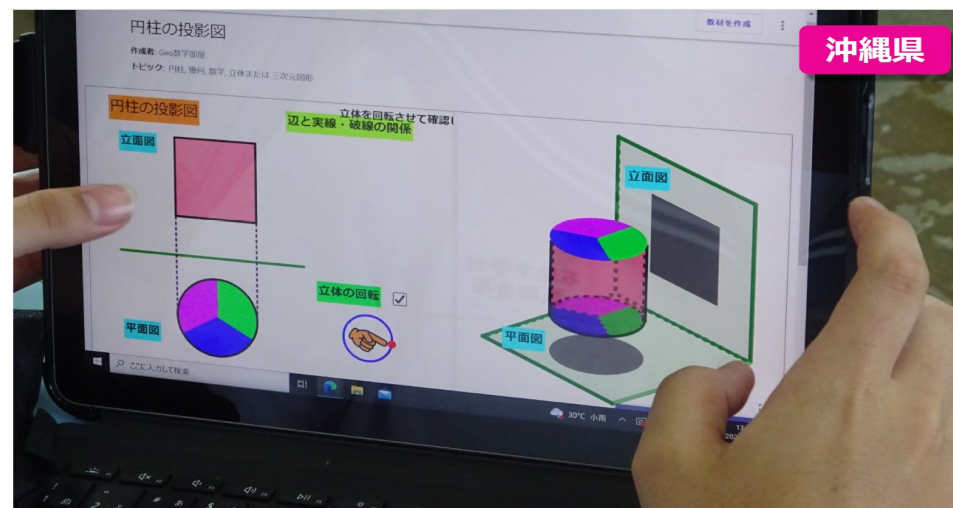 沖縄県
円柱の投影図
教材を作成
作成者: Geo数学部屋
トピック: 円柱, 幾何, 数学, 立体または 三次元図形
円柱の投影図
立体を回転させて確認!
辺と実線・破線の関係
立面図
立面図
立体の回転
平面図
平面図
ここに入力して検索
30°C 小雨